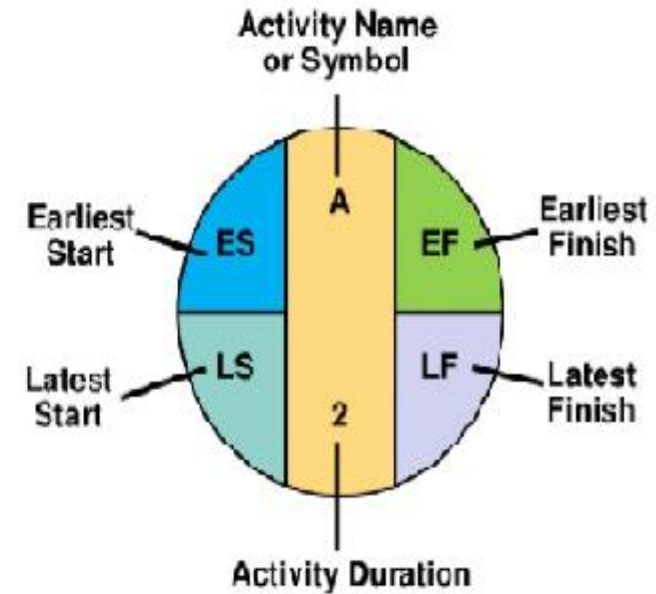 Activity Name
or Symbol
A
Earliest
Start
ES
EF
Earliest
Finish
Latest
Start
LS
LF
Latest
Finish
2
Activity Duration